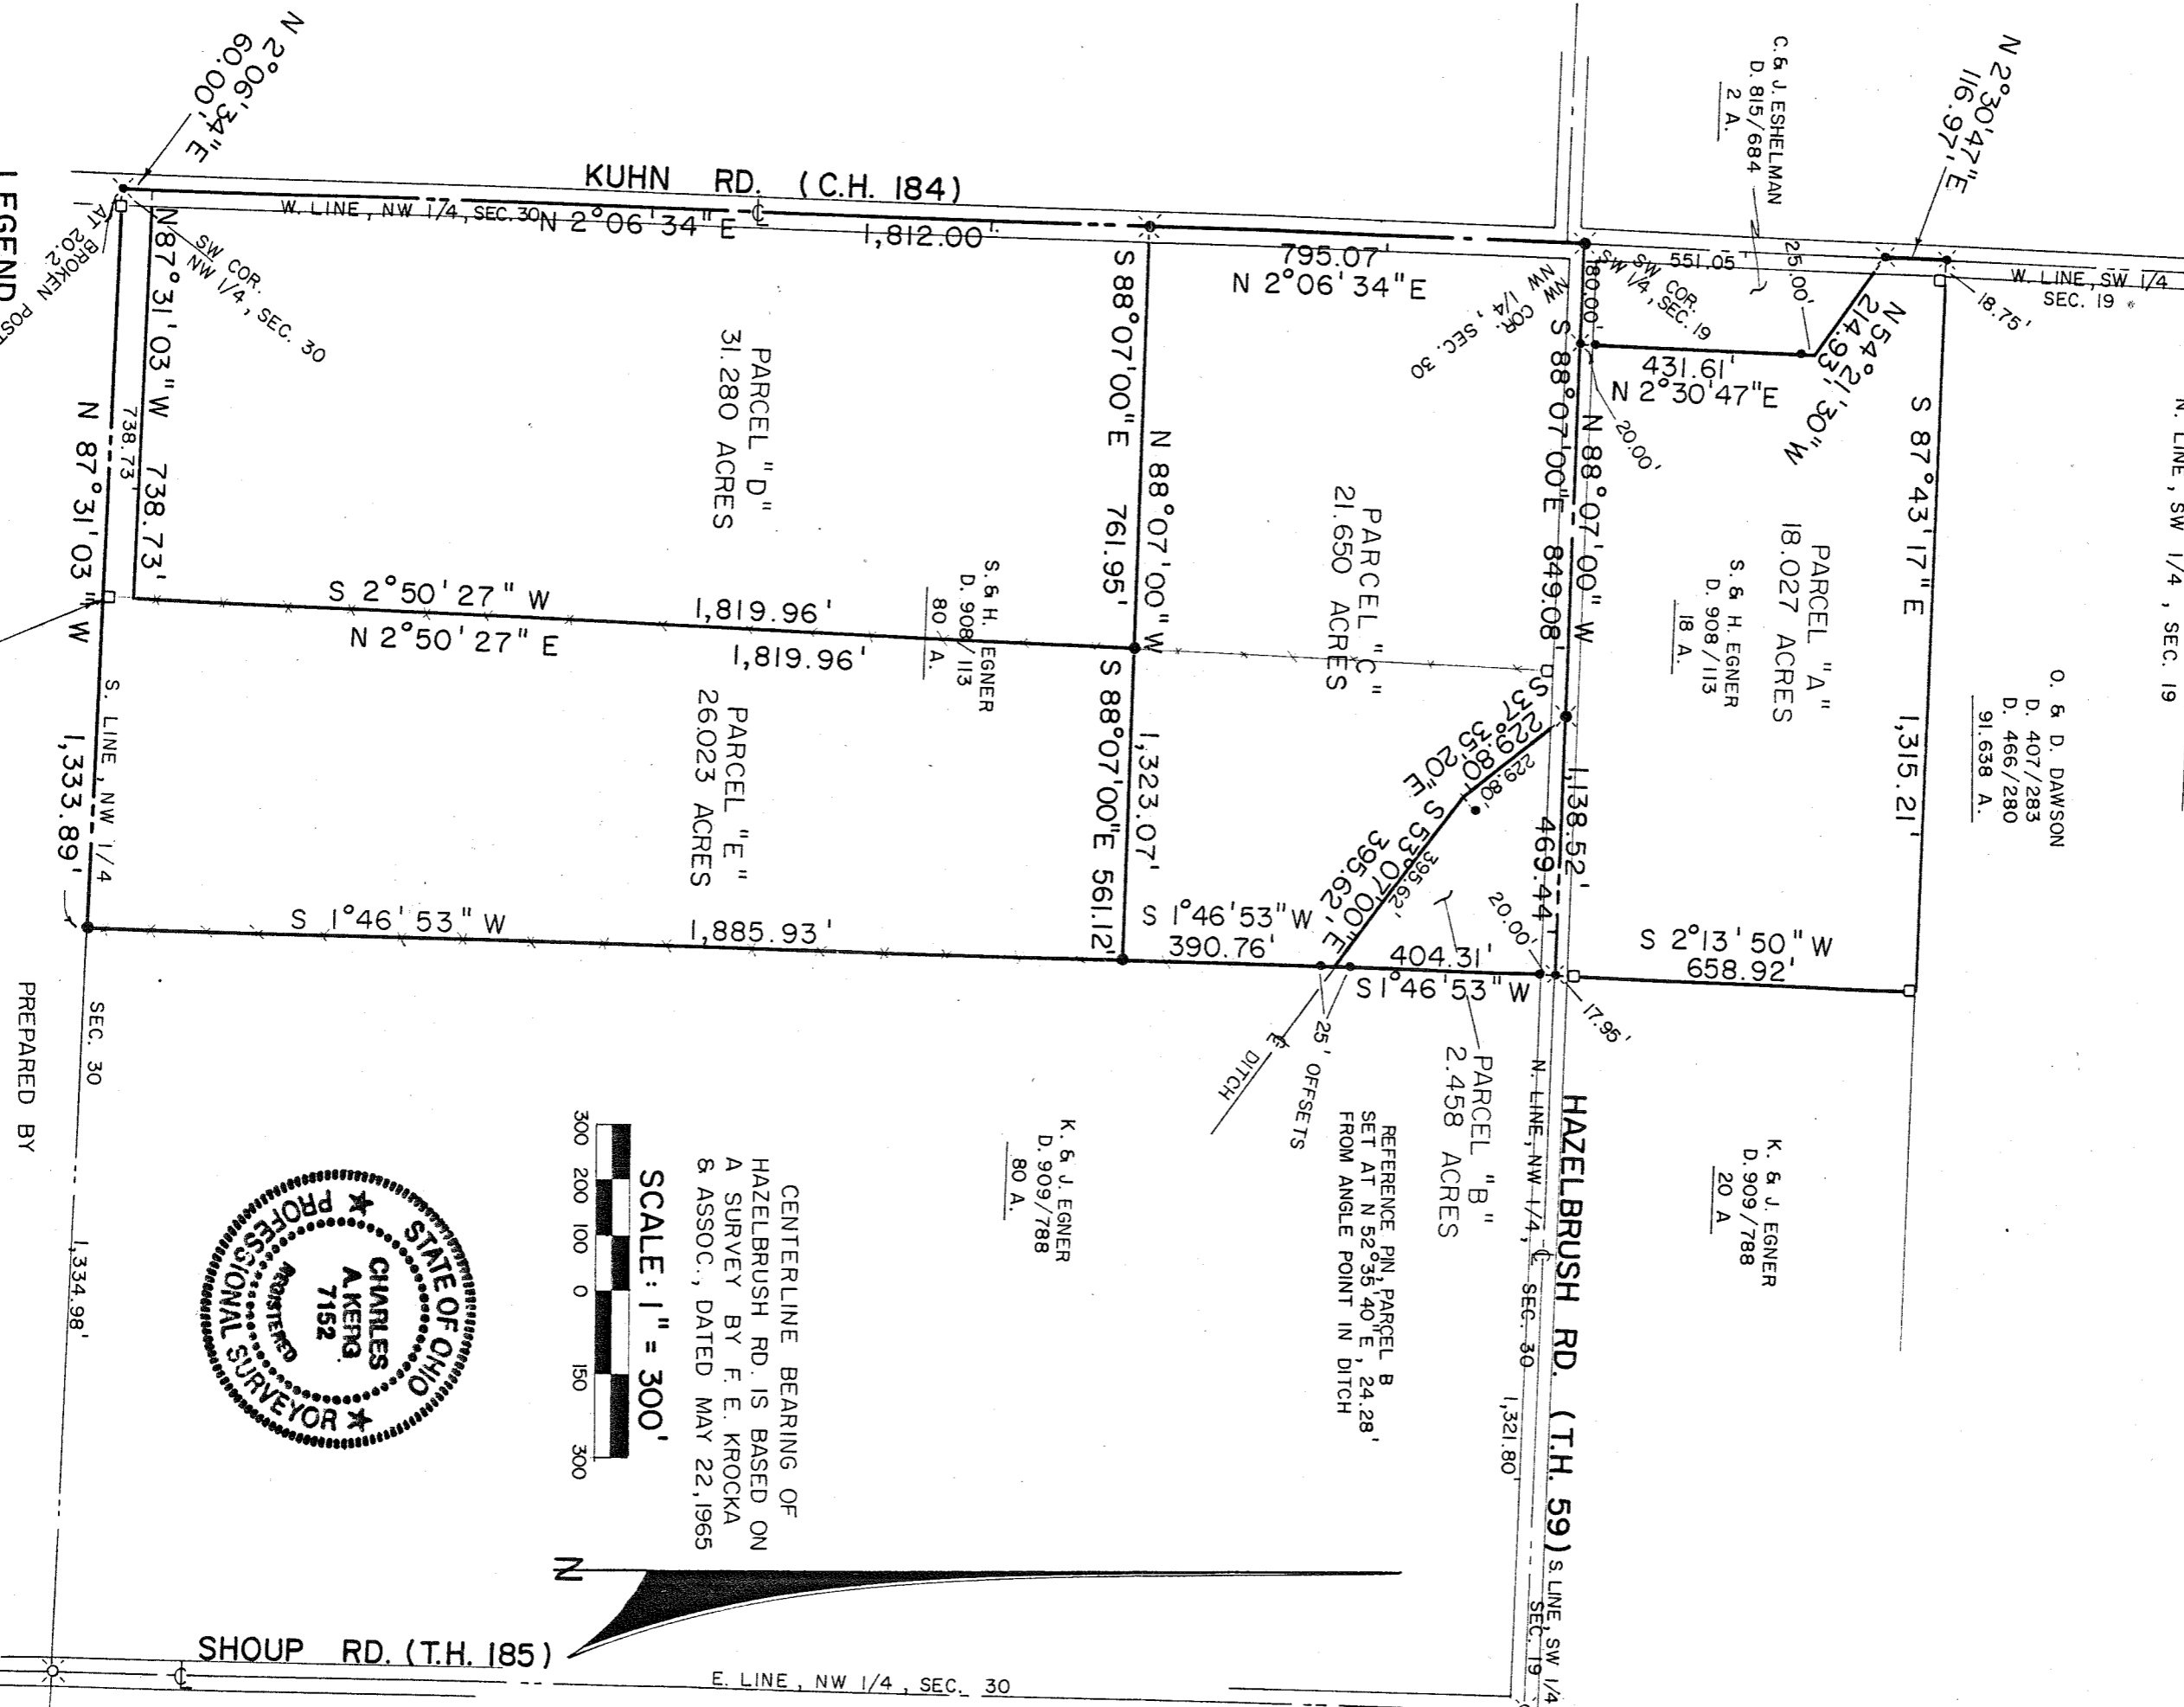 N 2°06'34"E
60.00'
LEGEND
BROKEN POST
AT 20.2'
SW COR.
NW 1/4, SEC. 30
KUHN RD. (C.H. 184)
W. LINE, NW 1/4, SEC. 30
N 2°06'34"E
1,812.00'
795.07'
N 2°06'34"E
NW COR.
NW 1/4, SEC. 30
SW COR.
SW 1/4, SEC. 19
180.00'
551.05'
25.00'
C. & J. ESHELMAN
D. 815/684
2 A.
N 2°30'47"E
116.97'
W. LINE, SW 1/4
SEC. 19
18.75'
N 54°21'30"W
214.93'
431.61'
N 2°30'47"E
20.00'
N. LINE, SW 1/4, SEC. 19
S 87°43'17"E 1,315.21'
O. & D. DAWSON
D. 407/283
D. 466/280
91.638 A.
PARCEL "A"
18.027 ACRES
S. & H. EGNER
D. 908/113
18 A.
N 88°07'00"W 1,138.52'
S 88°07'00"E 849.08'
469.44'
20.00'
17.95'
S 2°13'50"W
658.92'
PARCEL "C"
21.650 ACRES
S 37°35'20"E
229.80'
229.80'
S 53°07'00"E
395.62'
395.62'
404.31'
S 1°46'53"W
S 1°46'53"W
390.76'
N 88°07'00"W 1,323.07'
S 88°07'00"E 761.95'
S 88°07'00"E 561.12'
PARCEL "D"
31.280 ACRES
S. & H. EGNER
D. 908/113
80 A.
N 87°31'03"W 738.73'
738.73'
N 87°31'03"W 1,333.89'
S. LINE, NW 1/4
SEC. 30
1,334.98'
S 2°50'27"W 1,819.96'
N 2°50'27"E 1,819.96'
PARCEL "E"
26.023 ACRES
S 1°46'53"W 1,885.93'
25' OFFSETS
℄ DITCH
PARCEL "B"
2.458 ACRES
REFERENCE PIN, PARCEL B
SET AT N 52°35'40"E, 24.28'
FROM ANGLE POINT IN DITCH
HAZELBRUSH RD. (T.H. 59)
N. LINE, NW 1/4, ℄ SEC. 30
1,321.80'
S. LINE, SW 1/4
SEC. 19
K. & J. EGNER
D. 909/788
20 A
K. & J. EGNER
D. 909/788
80 A.
CENTERLINE BEARING OF
HAZELBRUSH RD. IS BASED ON
A SURVEY BY F. E. KROCKA
& ASSOC., DATED MAY 22, 1965
SCALE: 1" = 300'
300 200 100 0 150 300
STATE OF OHIO
CHARLES
A. KERG
7152
REGISTERED
PROFESSIONAL SURVEYOR
PREPARED BY
N
SHOUP RD. (T.H. 185)
℄
E. LINE, NW 1/4, SEC. 30